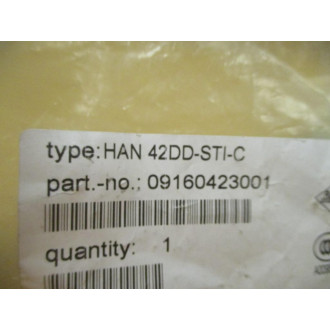 type: HAN 42DD-STI-C
part.-no.: 09160423001
quantity: 1